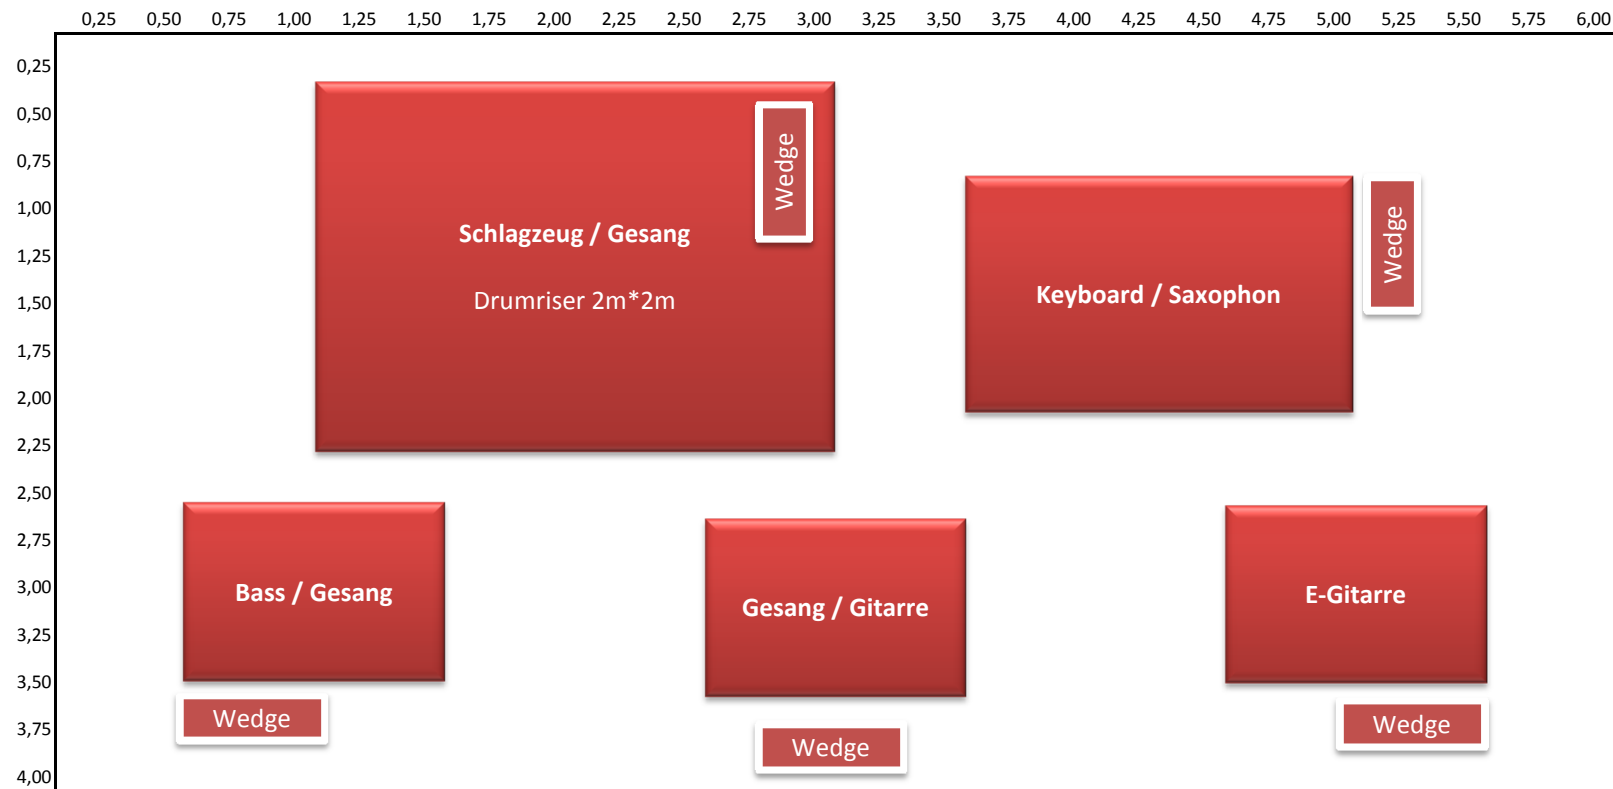 0,25 0,50 0,75 1,00 1,25 1,50 1,75 2,00 2,25 2,50 2,75 3,00 3,25 3,50 3,75 4,00 4,25 4,50 4,75 5,00 5,25 5,50 5,75 6,00
0,25
0,50
0,75
1,00
1,25
1,50
1,75
2,00
2,25
2,50
2,75
3,00
3,25
3,50
3,75
4,00
Schlagzeug / Gesang
Drumriser 2m*2m
Wedge
Keyboard / Saxophon
Wedge
Bass / Gesang
Wedge
Gesang / Gitarre
Wedge
E-Gitarre
Wedge